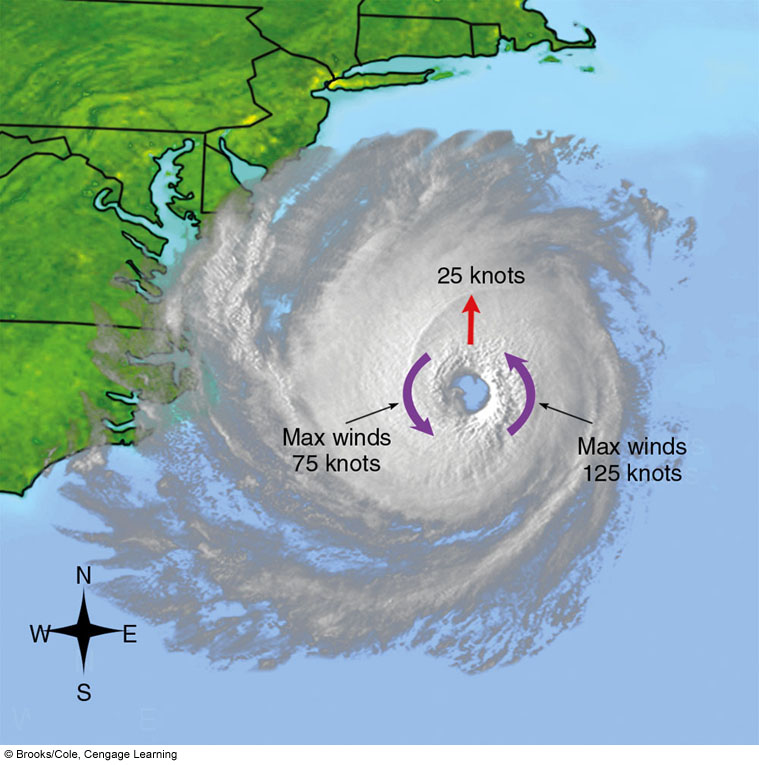 25 knots
Max winds
75 knots
Max winds
125 knots
N
W
E
S
© Brooks/Cole, Cengage Learning